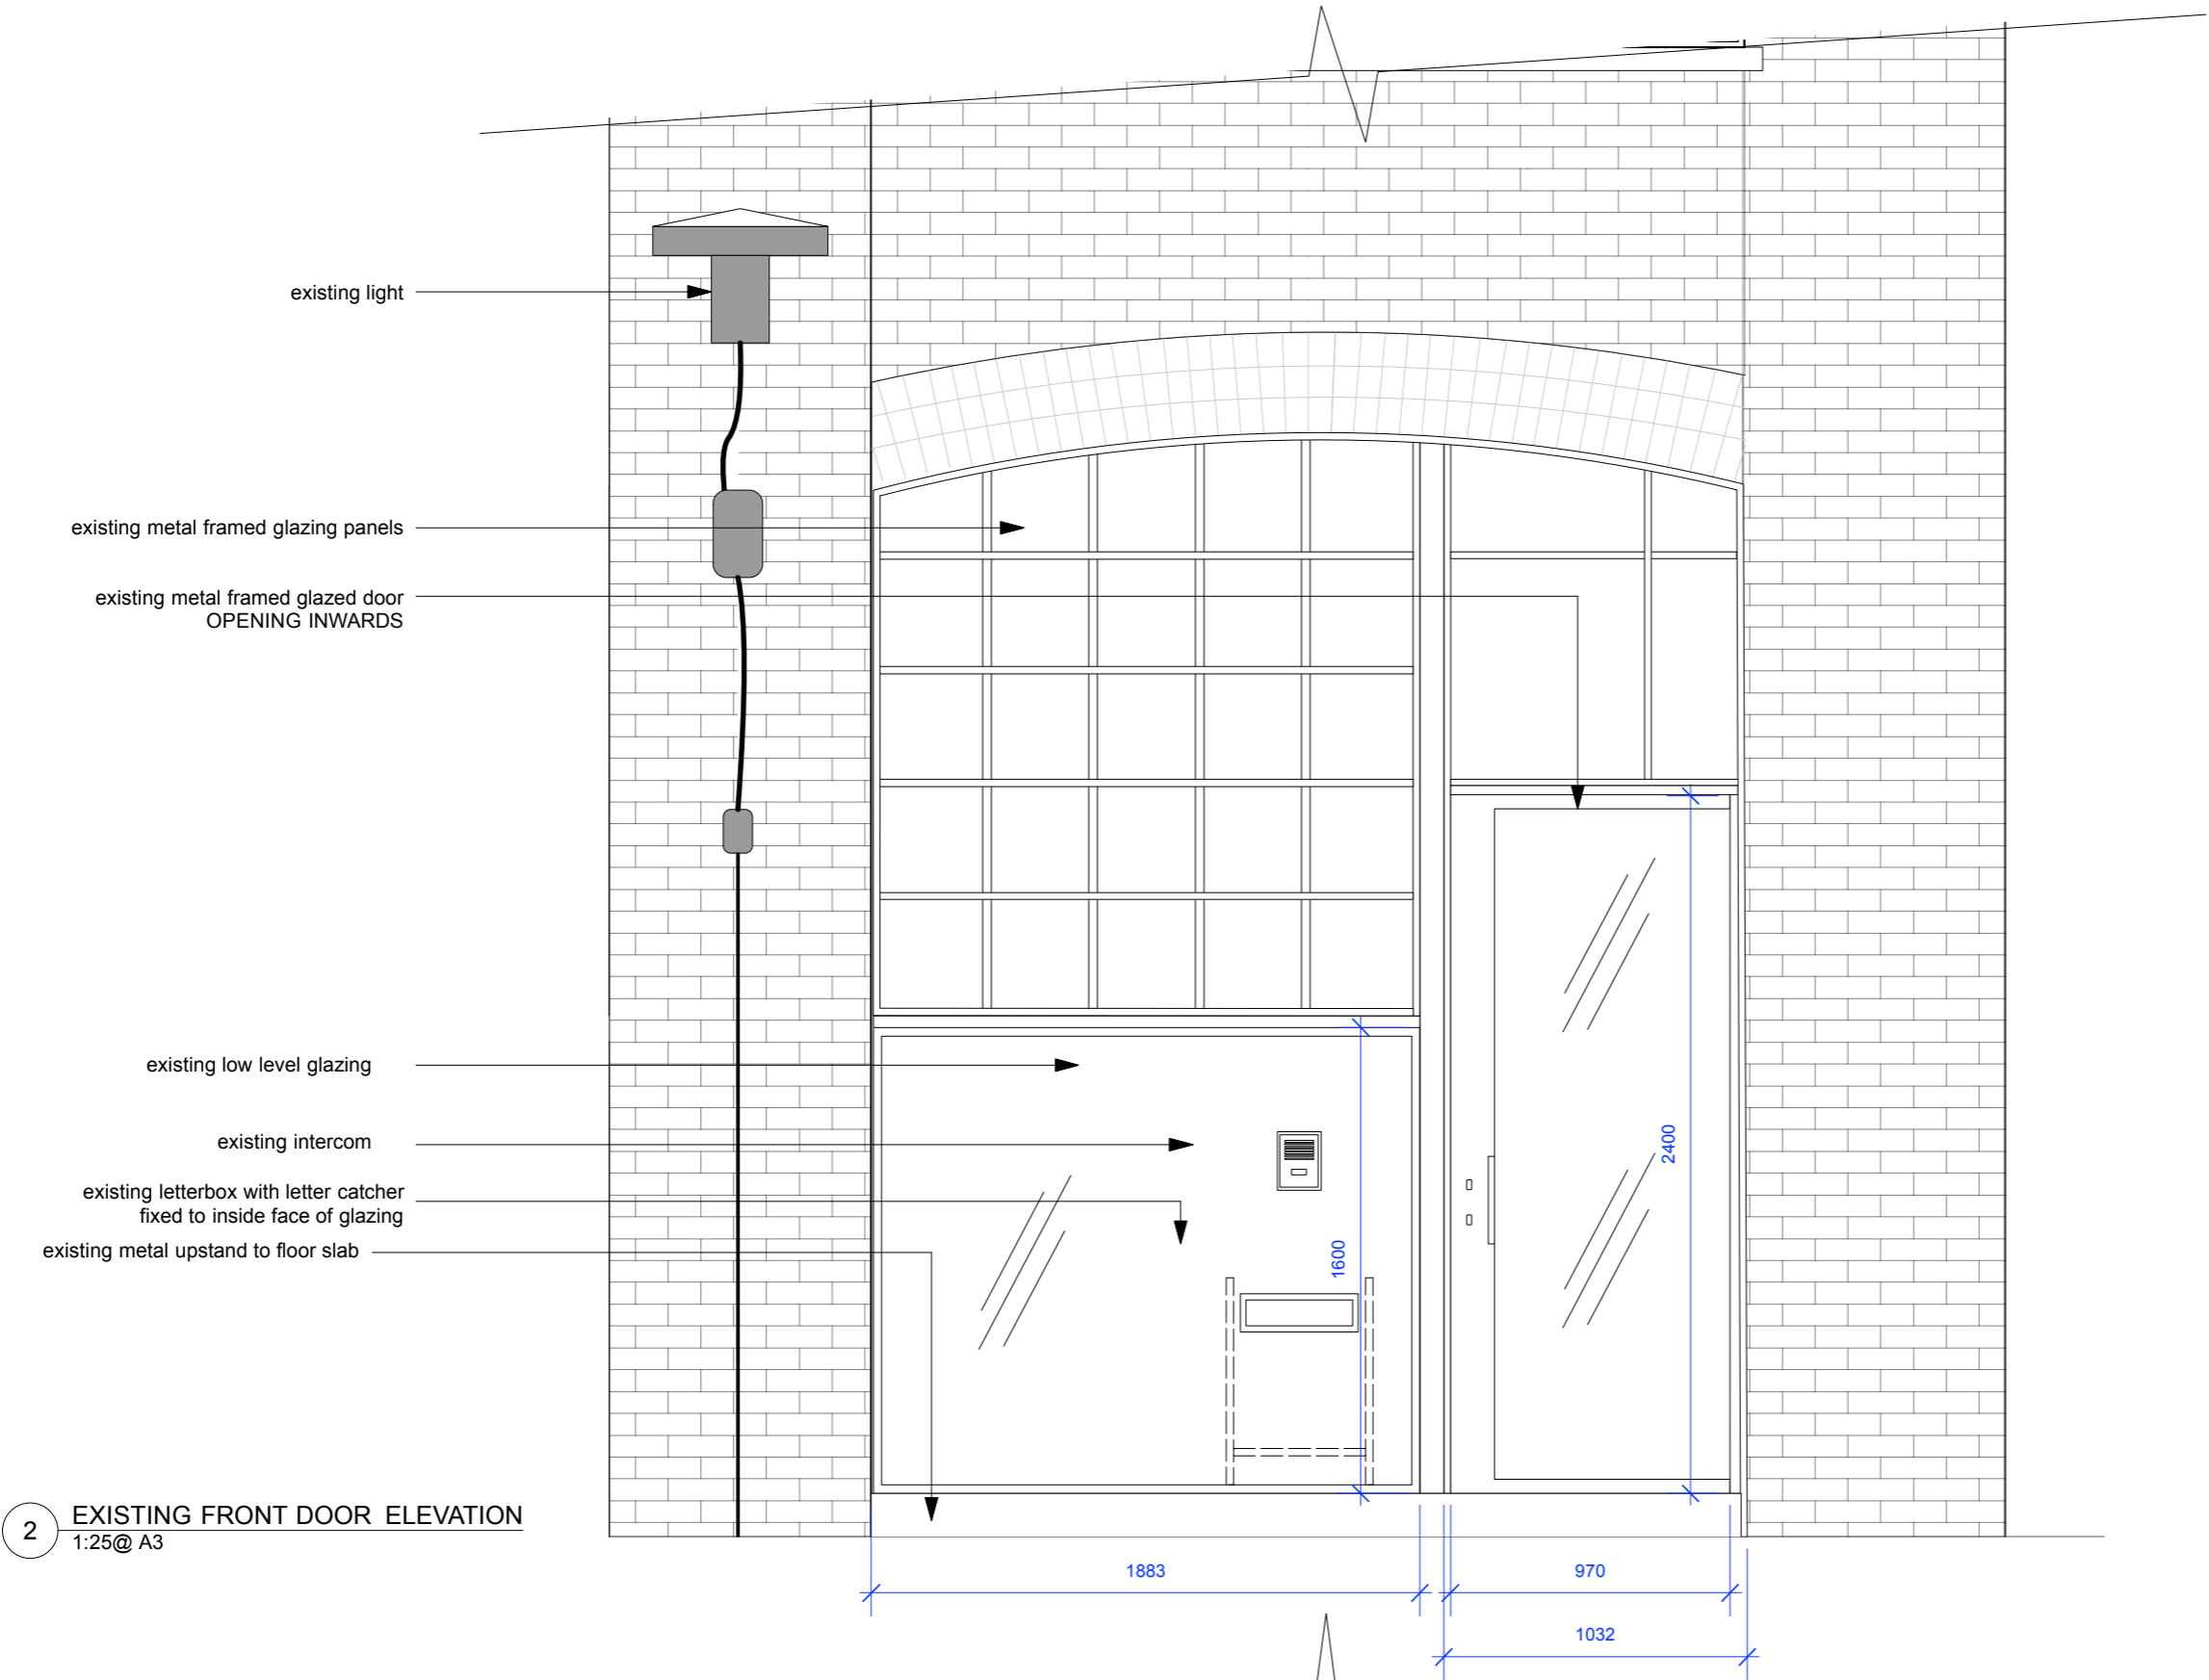 existing light
existing metal framed glazing panels
existing metal framed glazed door
OPENING INWARDS
existing low level glazing
existing intercom
existing letterbox with letter catcher
fixed to inside face of glazing
existing metal upstand to floor slab
2400
1600
2
EXISTING FRONT DOOR ELEVATION
1:25@ A3
1883
970
1032